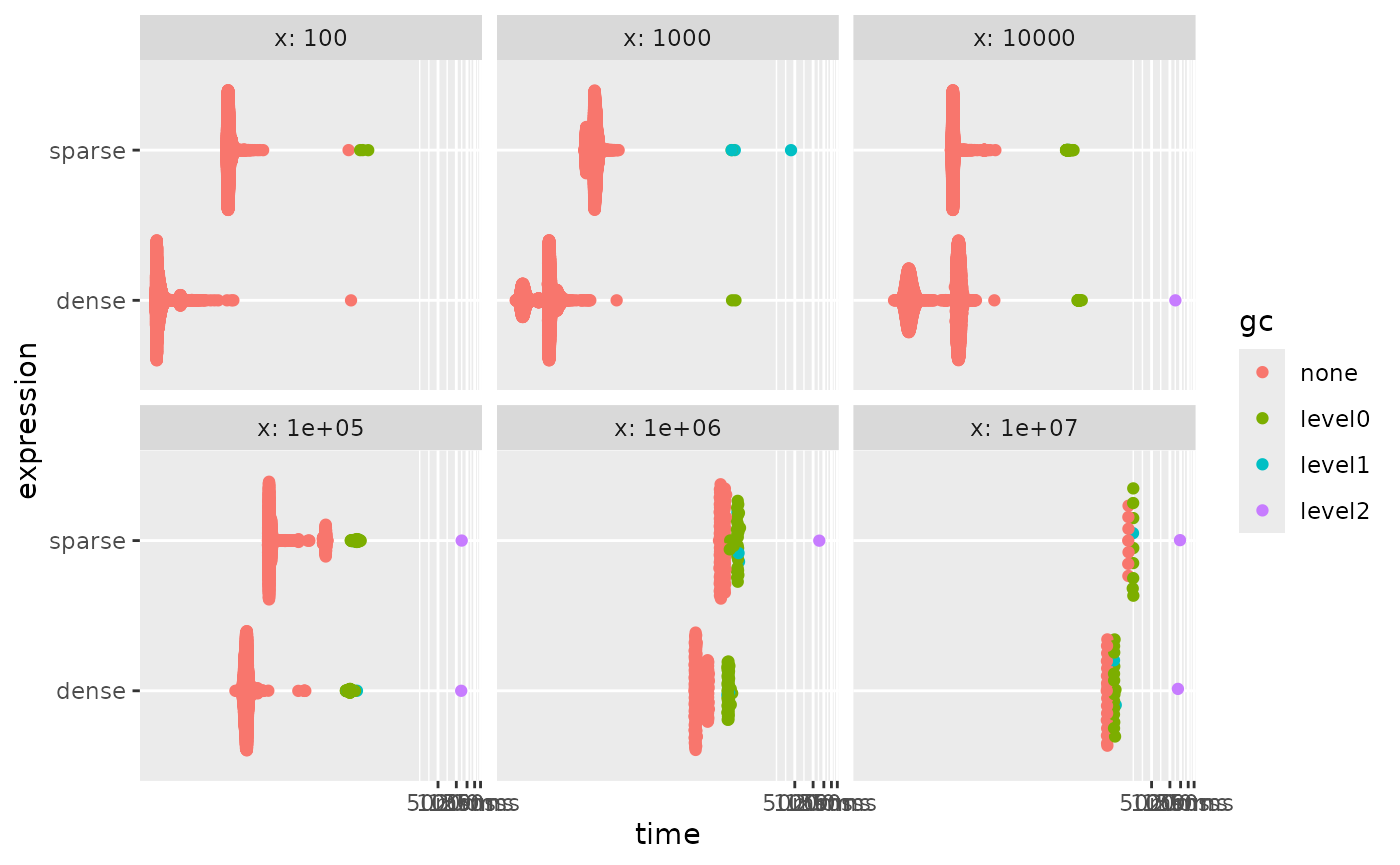 x: 100
x: 1000
x: 10000
sparse
dense
x: 1e+05
x: 1e+06
x: 1e+07
sparse
dense
expression
time
gc
none
level0
level1
level2